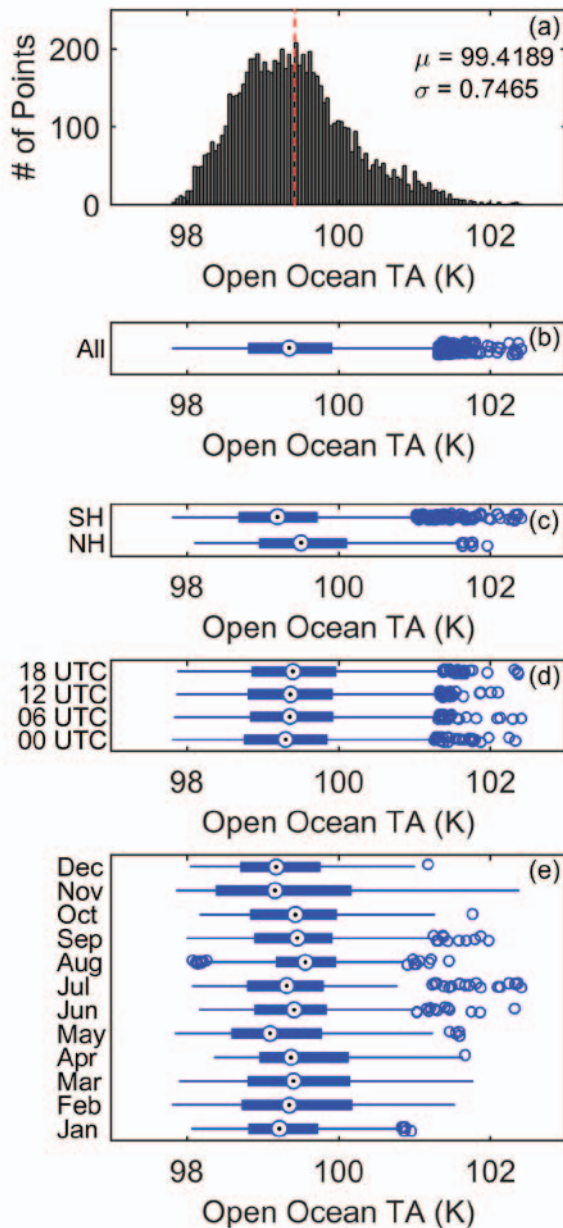 (a)
200
μ = 99.4189
σ = 0.7465
# of Points
100
0
98 100 102
Open Ocean TA (K)
(b)
All
98 100 102
Open Ocean TA (K)
(c)
SH
NH
98 100 102
Open Ocean TA (K)
(d)
18 UTC
12 UTC
06 UTC
00 UTC
98 100 102
Open Ocean TA (K)
(e)
Dec
Nov
Oct
Sep
Aug
Jul
Jun
May
Apr
Mar
Feb
Jan
98 100 102
Open Ocean TA (K)